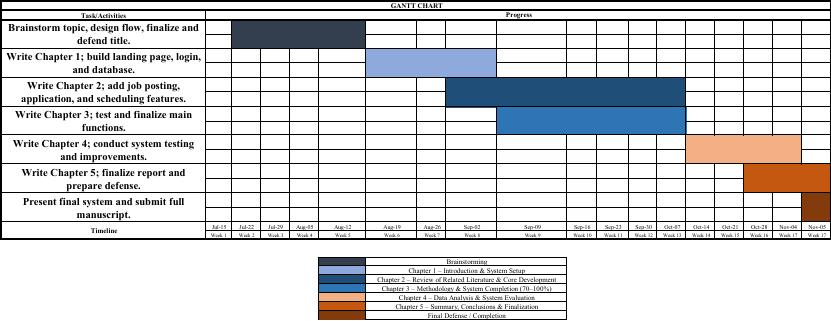 GANTT CHART
Task/Activities Progress
Brainstorm topic, design flow, finalize and
defend title.
Write Chapter 1; build landing page, login,
and database.
Write Chapter 2; add job posting,
application, and scheduling features.
Write Chapter 3; test and finalize main
functions.
Write Chapter 4; conduct system testing
and improvements.
Write Chapter 5; finalize report and
prepare defense.
Present final system and submit full
manuscript.
Timeline
Jul-15 Jul-22 Jul-29 Aug-05 Aug-12 Aug-19 Aug-26 Sep-02 Sep-09 Sep-16 Sep-23 Sep-30 Oct-07 Oct-14 Oct-21 Oct-28 Nov-04 Nov-05
Week 1 Week 2 Week 3 Week 4 Week 5 Week 6 Week 7 Week 8 Week 9 Week 10 Week 11 Week 12 Week 13 Week 14 Week 15 Week 16 Week 17 Week 17
Brainstorming
Chapter 1 – Introduction & System Setup
Chapter 2 – Review of Related Literature & Core Development
Chapter 3 – Methodology & System Completion (70–100%)
Chapter 4 – Data Analysis & System Evaluation
Chapter 5 – Summary, Conclusions & Finalization
Final Defense / Completion